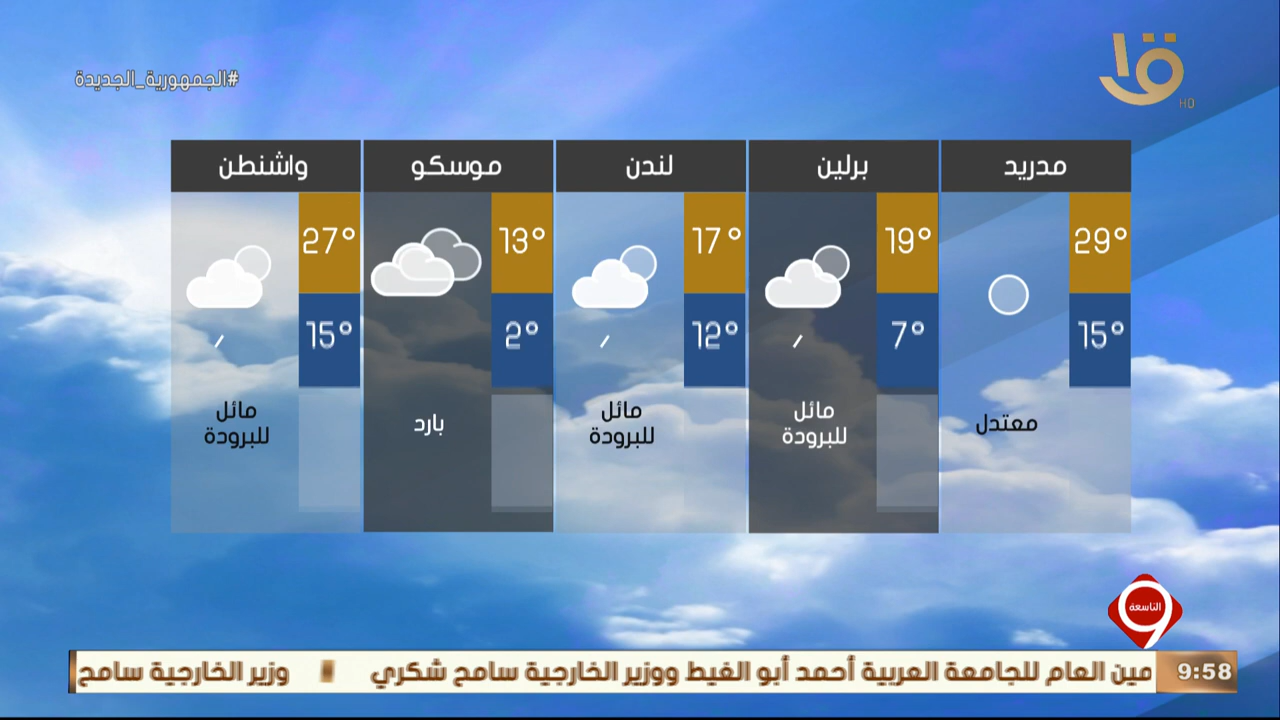 #الجمهورية_الجديدة
HD
مدريد
برلين
لندن
موسكو
واشنطن
29°
19°
17°
13°
27°
15°
7°
12°
2°
15°
معتدل
مائل
للبرودة
مائل
للبرودة
بارد
مائل
للبرودة
التاسعة
9
9:58
مين العام للجامعة العربية أحمد أبو الغيط ووزير الخارجية سامح شكري
وزير الخارجية سامح